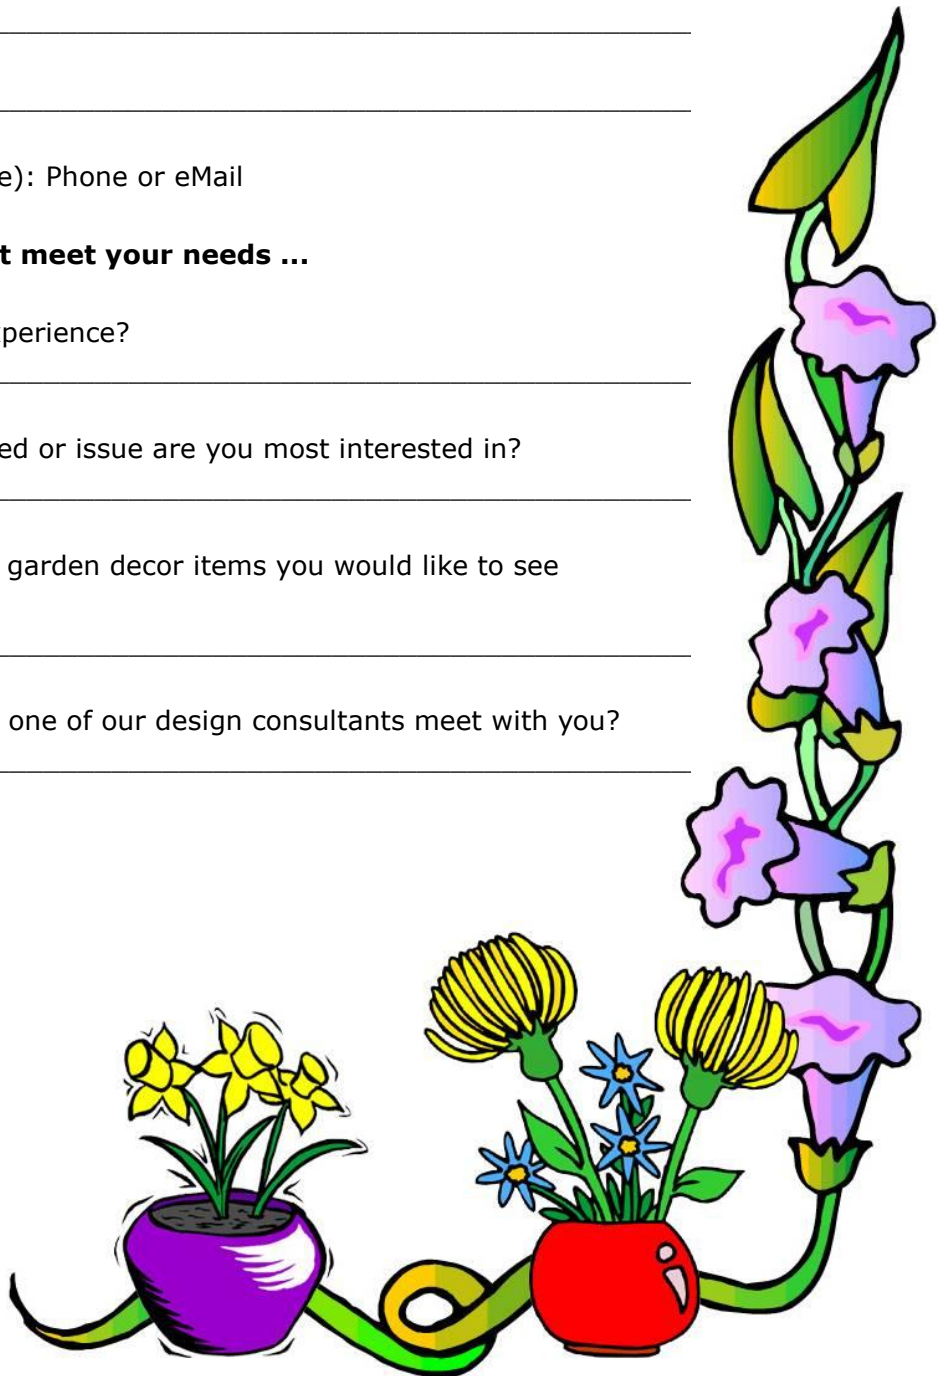 e): Phone or eMail
t meet your needs ...
perience?
ed or issue are you most interested in?
garden decor items you would like to see
one of our design consultants meet with you?